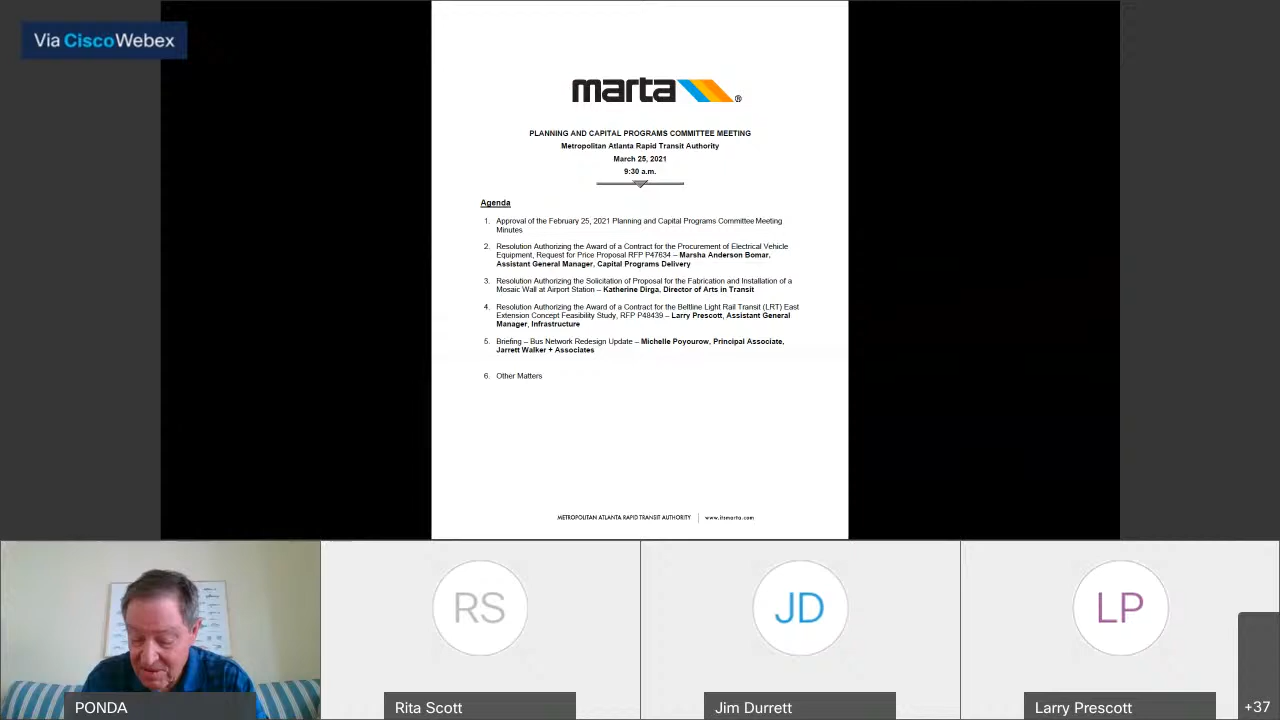 Via Cisco Webex
marta ®
PLANNING AND CAPITAL PROGRAMS COMMITTEE MEETING
Metropolitan Atlanta Rapid Transit Authority
March 25, 2021
9:30 a.m.
Agenda
1. Approval of the February 25, 2021 Planning and Capital Programs Committee Meeting
Minutes
2. Resolution Authorizing the Award of a Contract for the Procurement of Electrical Vehicle
Equipment, Request for Price Proposal RFP P47634 – Marsha Anderson Bomar,
Assistant General Manager, Capital Programs Delivery
3. Resolution Authorizing the Solicitation of Proposal for the Fabrication and Installation of a
Mosaic Wall at Airport Station – Katherine Dirga, Director of Arts in Transit
4. Resolution Authorizing the Award of a Contract for the Beltline Light Rail Transit (LRT) East
Extension Concept Feasibility Study, RFP P48439 – Larry Prescott, Assistant General
Manager, Infrastructure
5. Briefing – Bus Network Redesign Update – Michelle Poyourow, Principal Associate,
Jarrett Walker + Associates
6. Other Matters
METROPOLITAN ATLANTA RAPID TRANSIT AUTHORITY | www.itsmarta.com
RS
JD
LP
PONDA
Rita Scott
Jim Durrett
Larry Prescott
+37